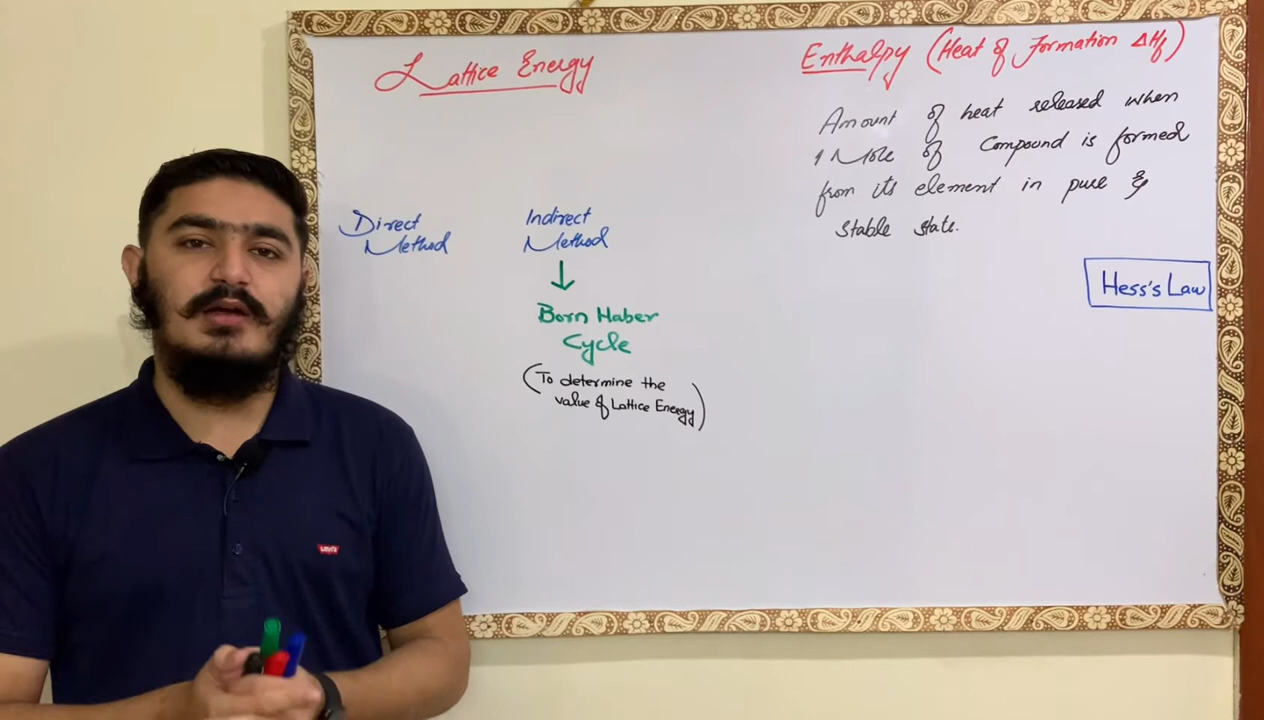 Lattice Energy
Direct
Method
Indirect
Method
↓
Born Haber
Cycle
(To determine the
value of Lattice Energy)
Enthalpy (Heat of Formation ΔHf)
Amount of heat released when
1 Mole of Compound is formed
from its element in pure &
stable state.
Hess's Law
Levi's